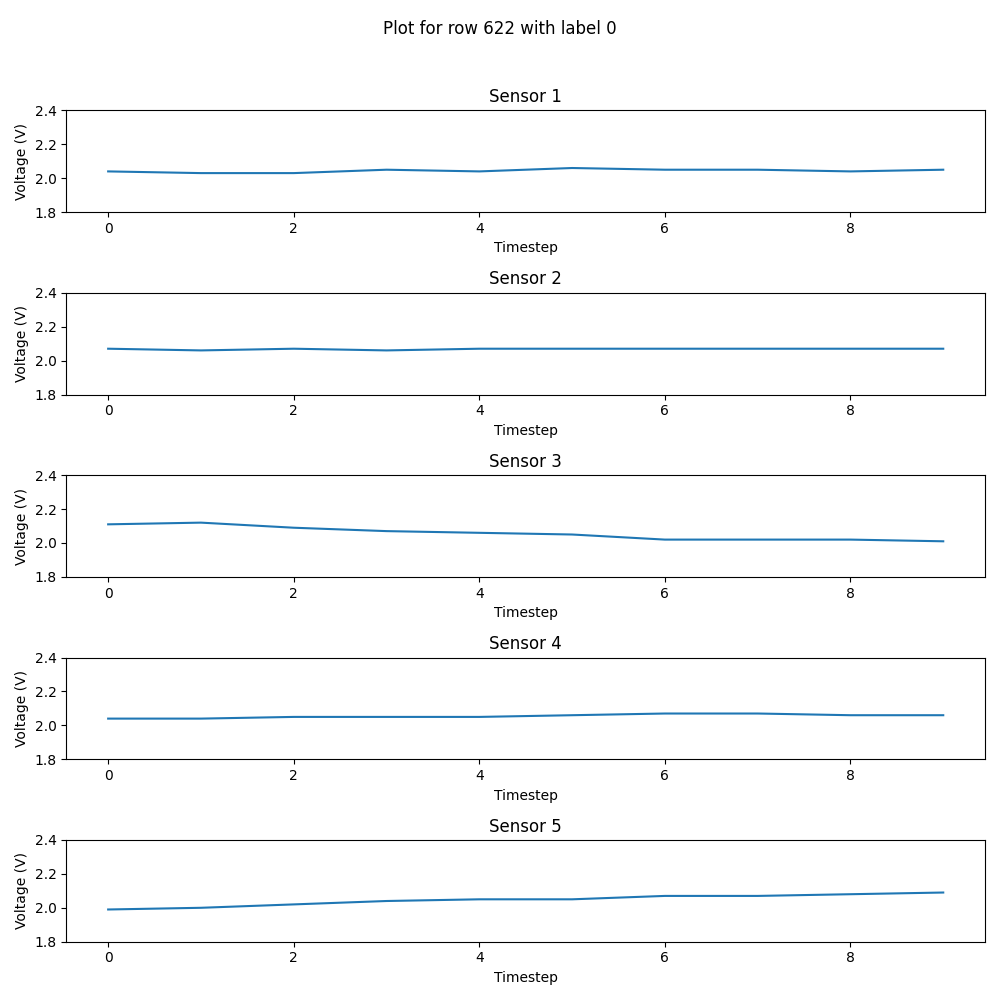 Plot for row 622 with label 0
Sensor 1
2.4
2.2
2.0
1.8
Voltage (V)
0 2 4 6 8
Timestep
Sensor 2
2.4
2.2
2.0
1.8
Voltage (V)
0 2 4 6 8
Timestep
Sensor 3
2.4
2.2
2.0
1.8
Voltage (V)
0 2 4 6 8
Timestep
Sensor 4
2.4
2.2
2.0
1.8
Voltage (V)
0 2 4 6 8
Timestep
Sensor 5
2.4
2.2
2.0
1.8
Voltage (V)
0 2 4 6 8
Timestep